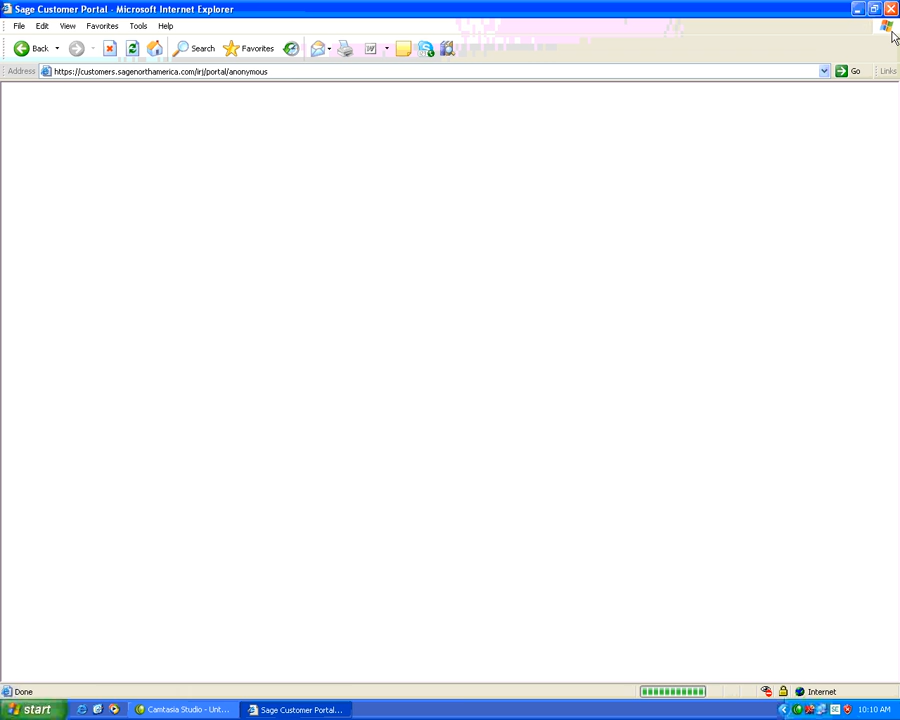 Sage Customer Portal - Microsoft Internet Explorer
File Edit View Favorites Tools Help
Back Search Favorites
Address https://customers.sagenorthamerica.com/irj/portal/anonymous Go Links
Done Internet
start Camtasia Studio - Unt... Sage Customer Portal... SE 10:10 AM